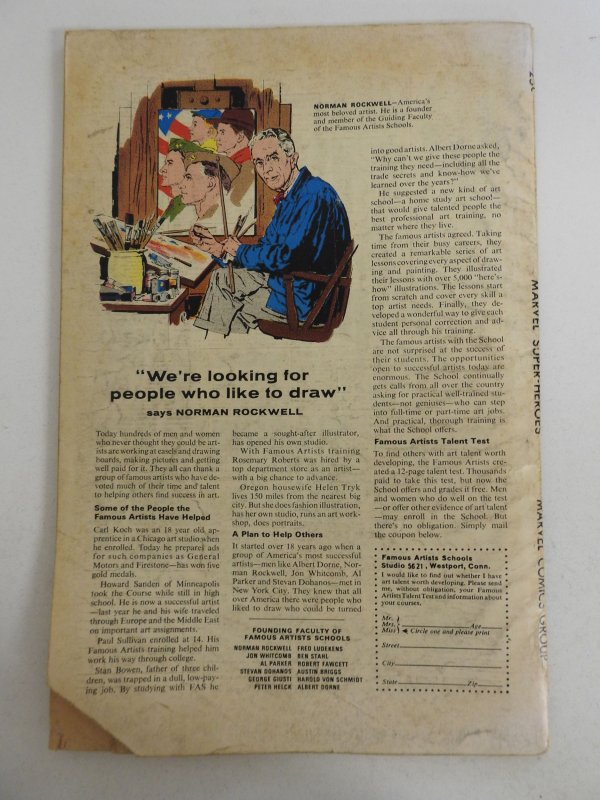 NORMAN ROCKWELL—America's
most beloved artist. He is a founder
and member of the Guiding Faculty
of the Famous Artists Schools.
"We're looking for
people who like to draw"
says NORMAN ROCKWELL
Today hundreds of men and women
who never thought they could be art-
ists are working at easels and drawing
boards, making pictures and getting
well paid for it. They all can thank a
group of famous artists who have de-
voted much of their time and talent
to helping others find success in art.
Some of the People the
Famous Artists Have Helped
Carl Koch was an 18 year old, ap-
prentice in a Chicago art studio when
he enrolled. Today he prepared ads
for such companies as General
Motors and Firestone—has won five
gold medals.
Howard Sanden of Minneapolis
took the Course while still in high
school. He is now a successful artist
—last year he and his wife traveled
through Europe and the Middle East
on important art assignments.
Paul Sullivan enrolled at 14. His
Famous Artists training helped him
work his way through college.
Stan Bowen, father of three chil-
dren, was trapped in a dull, low-pay-
ing job. By studying with FAS he
became a sought-after illustrator,
has opened his own studio.
With Famous Artists training
Rosemary Roberts was hired by a
top department store as an artist—
with a big chance to advance.
Oregon housewife Helen Tryk
lives 150 miles from the nearest big
city. But she does fashion illustration,
has her own studio, runs an art work-
shop, does portraits.
A Plan to Help Others
It started over 18 years ago when a
group of America's most successful
artists—men like Albert Dorne, Nor-
man Rockwell, Jon Whitcomb, Al
Parker and Stevan Dohanos—met in
New York City. They knew that all
over America there were people who
liked to draw who could be turned
FOUNDING FACULTY OF
FAMOUS ARTISTS SCHOOLS
NORMAN ROCKWELL FRED LUDEKENS
JON WHITCOMB BEN STAHL
AL PARKER ROBERT FAWCETT
STEVAN DOHANOS AUSTIN BRIGGS
GEORGE GIUSTI HAROLD VON SCHMIDT
PETER HELCK ALBERT DORNE
into good artists. Albert Dorne asked,
"Why can't we give these people the
training they need—including all the
trade secrets and know-how we've
learned over the years?"
He suggested a new kind of art
school—a home study art school—
that would give talented people the
best professional art training, no
matter where they live.
The famous artists agreed. Taking
time from their busy careers, they
created a remarkable series of art
lessons covering every aspect of draw-
ing and painting. They illustrated
their lessons with over 5,000 "here's-
how" illustrations. The lessons start
from scratch and cover every skill a
top artist needs. Finally, they de-
veloped a wonderful way to give each
student personal correction and ad-
vice all through his training.
The famous artists with the School
are not surprised at the success of
their students. The opportunities
open to successful artists today are
enormous. The School continually
gets calls from all over the country
asking for practical well-trained stu-
dents—not geniuses—who can step
into full-time or part-time art jobs.
And practical, thorough training is
what the School offers.
Famous Artists Talent Test
To find others with art talent worth
developing, the Famous Artists cre-
ated a 12-page talent test. Thousands
paid to take this test, but now the
School offers and grades it free. Men
and women who do well on the test
—or offer other evidence of art talent
—may enroll in the School. But
there's no obligation. Simply mail
the coupon below.
Famous Artists Schools
Studio 5621, Westport, Conn.
I would like to find out whether I have
art talent worth developing. Please send
me, without obligation, your Famous
Artists Talent Test and information about
your courses.
Mr.
Mrs. Age
Miss Circle one and please print
Street
City
State Zip
MARVEL SUPER-HEROES
MARVEL COMICS GROUP